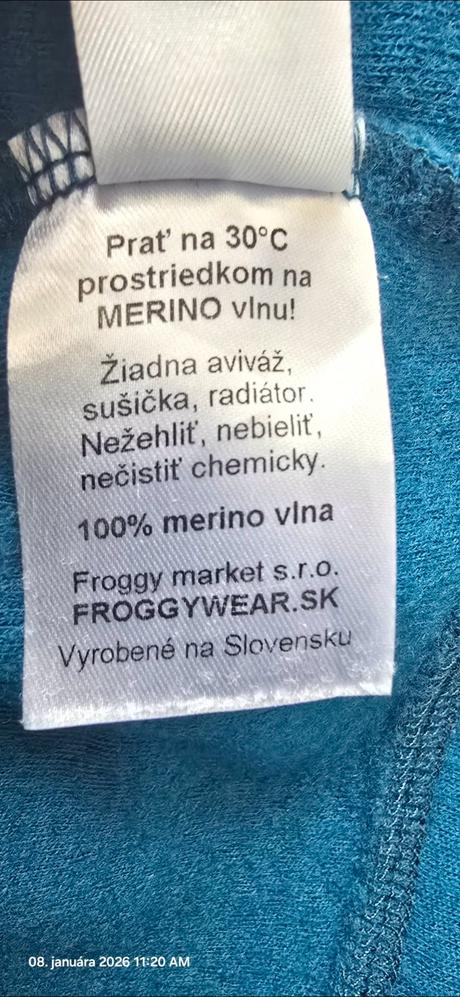 Prať na 30°C
prostriedkom na
MERINO vlnu!
Žiadna aviváž,
sušička, radiátor.
Nežehliť, nebieliť,
nečistiť chemicky.
100% merino vlna
Froggy market s.r.o.
FROGGYWEAR.SK
Vyrobené na Slovensku
08. januára 2026 11:20 AM